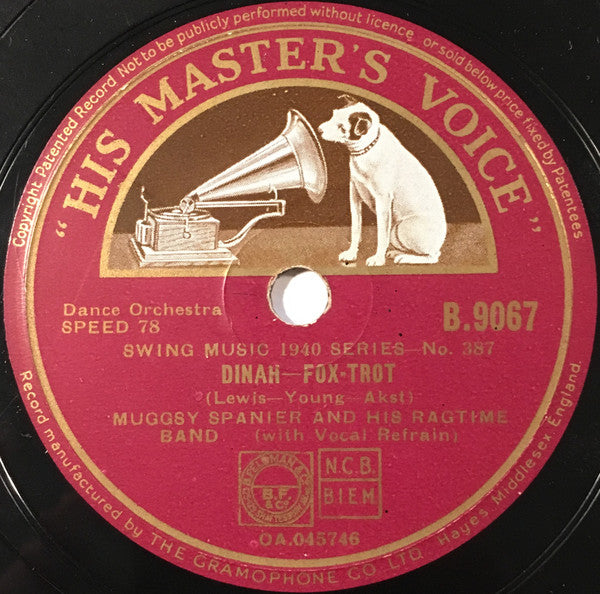 Copyright Patented Record Not to be publicly performed without licence or sold below price fixed by Patentees
"HIS MASTER'S VOICE"
Dance Orchestra
SPEED 78
B.9067
SWING MUSIC 1940 SERIES—No. 387
DINAH—FOX-TROT
(Lewis—Young—Akst)
MUGGSY SPANIER AND HIS RAGTIME
BAND (with Vocal Refrain)
B. FELDMAN & Co
B.F.
& Co
N.C.B.
BIEM
OA.045746
Record manufactured by THE GRAMOPHONE CO. LTD. Hayes, Middlesex England.